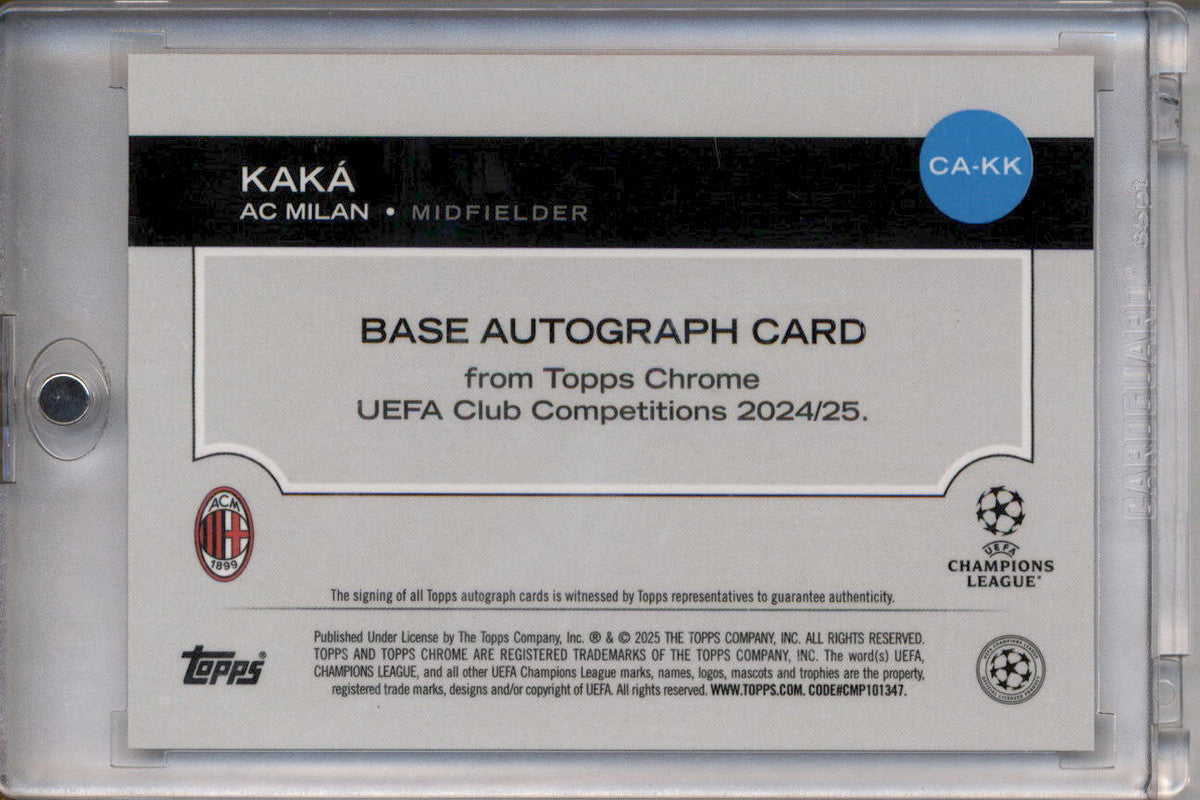 KAKÁ
AC MILAN • MIDFIELDER
CA-KK
BASE AUTOGRAPH CARD
from Topps Chrome
UEFA Club Competitions 2024/25.
ACM
1899
UEFA
CHAMPIONS
LEAGUE®
The signing of all Topps autograph cards is witnessed by Topps representatives to guarantee authenticity.
topps®
Published Under License by The Topps Company, Inc. ® & © 2025 THE TOPPS COMPANY, INC. ALL RIGHTS RESERVED.
TOPPS AND TOPPS CHROME ARE REGISTERED TRADEMARKS OF THE TOPPS COMPANY, INC. The word(s) UEFA,
CHAMPIONS LEAGUE, and all other UEFA Champions League marks, names, logos, mascots and trophies are the property,
registered trade marks, designs and/or copyright of UEFA. All rights reserved. WWW.TOPPS.COM. CODE#CMP101347.
CARDGUARD